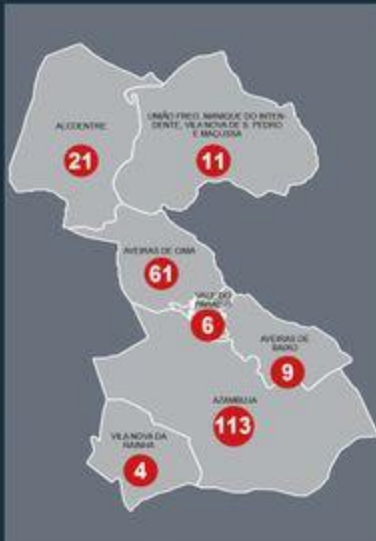 ALCOENTRE
21
UNIÃO FREG. MANIQUE DO INTEN-
DENTE, VILA NOVA DE S. PEDRO
E MAÇUSSA
11
AVEIRAS DE CIMA
61
VALE DO
PARAÍSO
6
AVEIRAS DE
BAIXO
9
AZAMBUJA
113
VILA NOVA DA
RAINHA
4